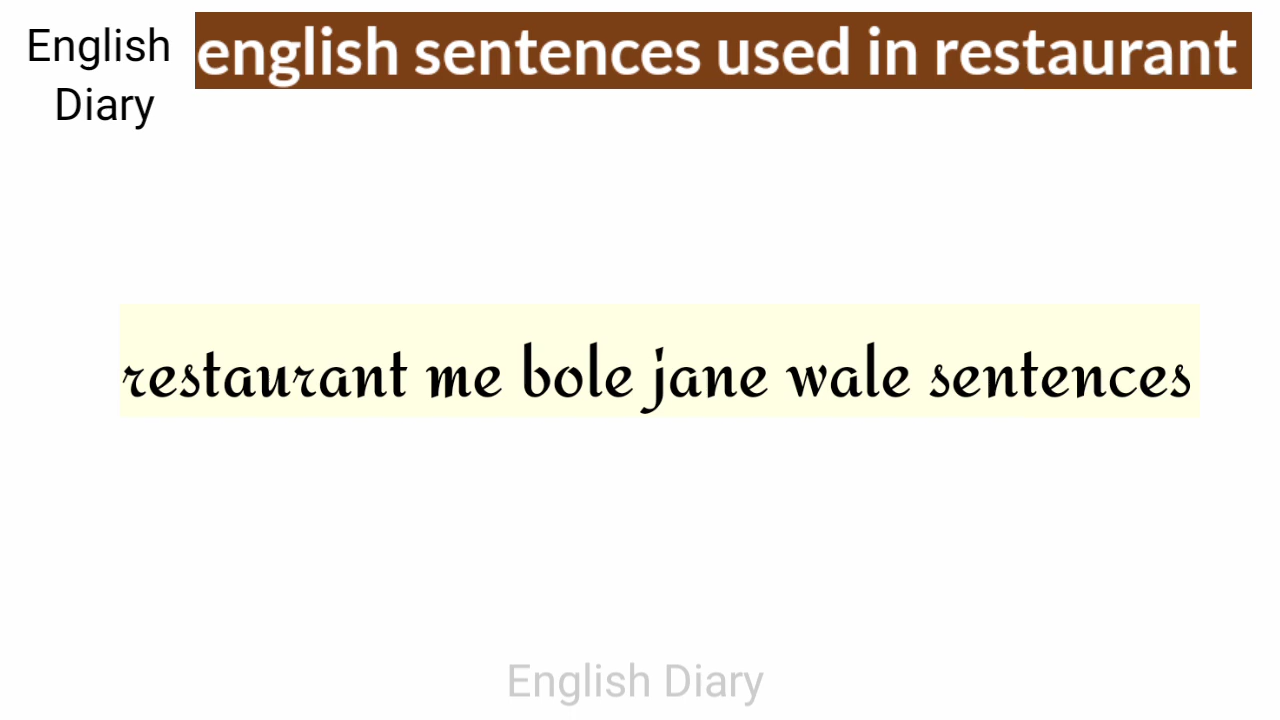 English
Diary
english sentences used in restaurant
restaurant me bole jane wale sentences
English Diary